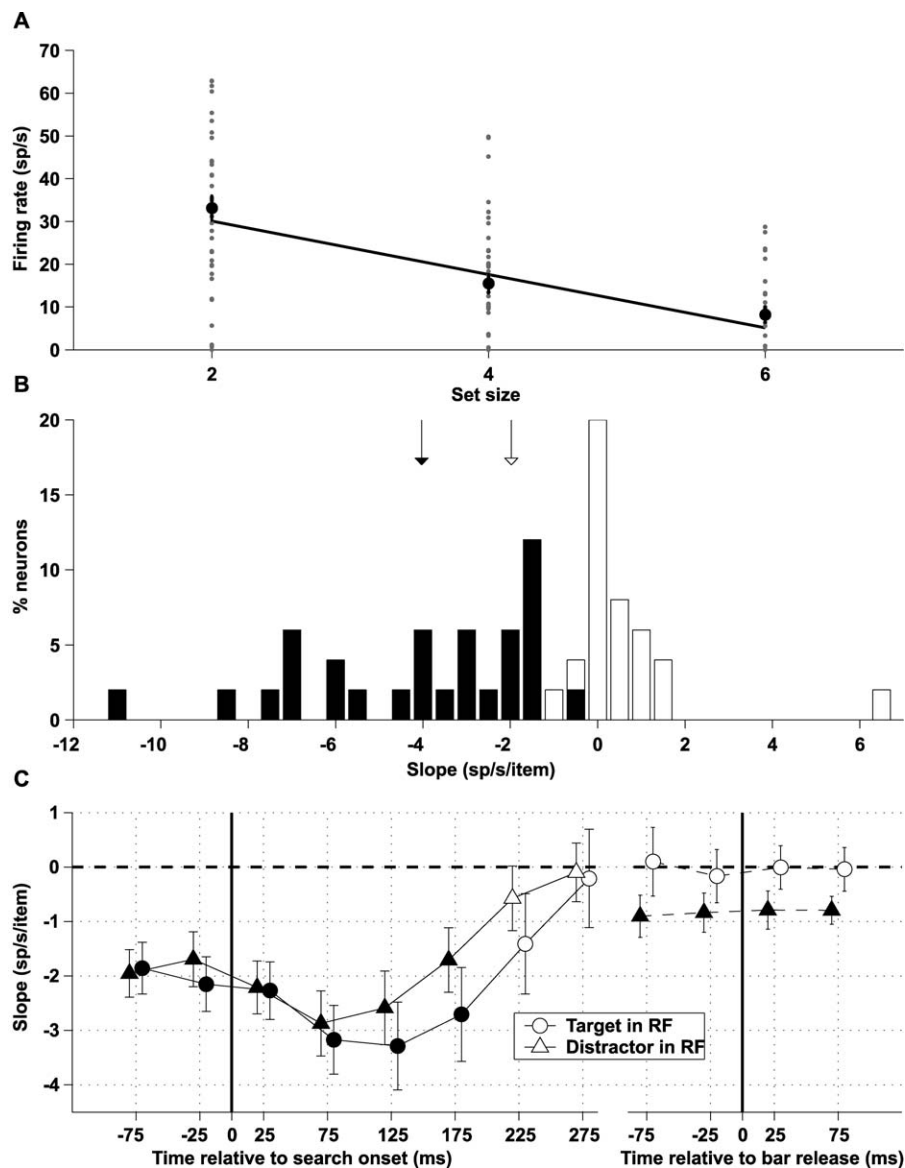 A
70
60
50
40
30
20
10
0
Firing rate (sp/s)
2 4 6
Set size
B
20
15
10
5
0
% neurons
-12 -10 -8 -6 -4 -2 0 2 4 6
Slope (sp/s/item)
C
1
0
-1
-2
-3
-4
Slope (sp/s/item)
Target in RF
Distractor in RF
-75 0 25 75 125 175 225 275 -75 0 25 75
Time relative to search onset (ms) Time relative to bar release (ms)